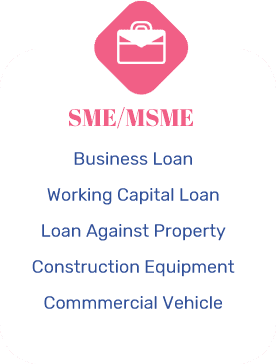 SME/MSME
Business Loan
Working Capital Loan
Loan Against Property
Construction Equipment
Commmercial Vehicle